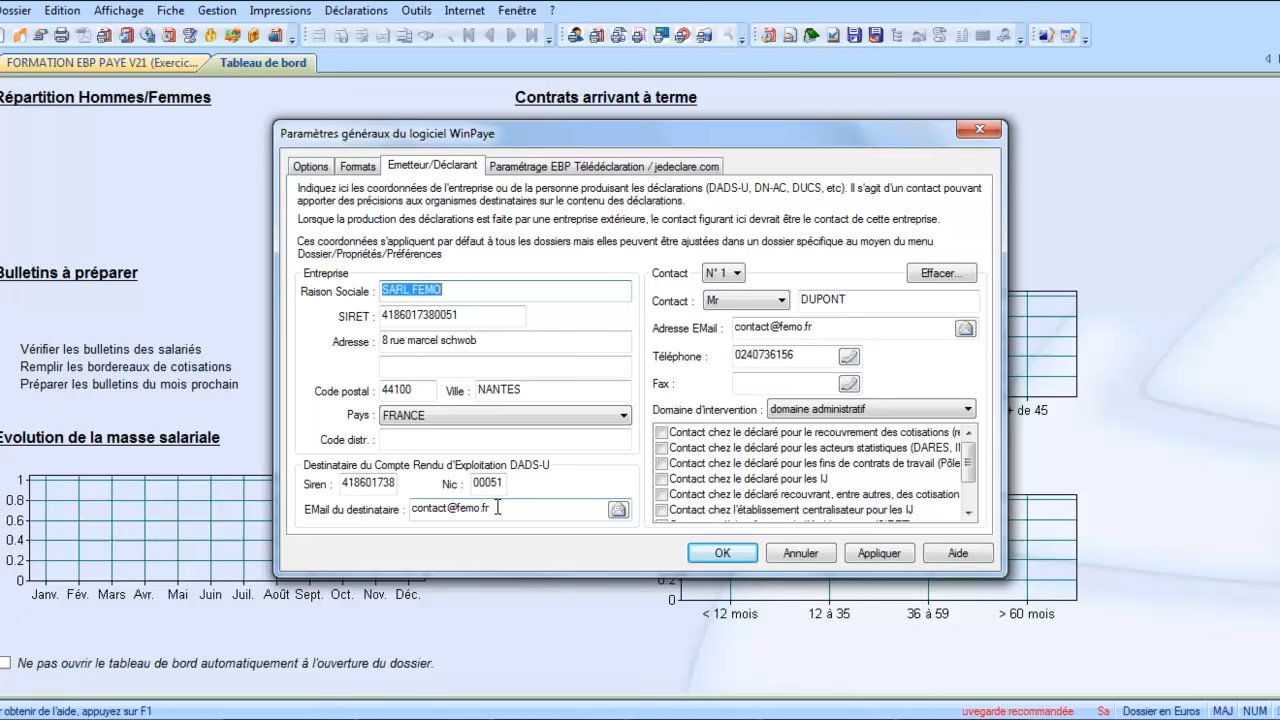 Dossier Edition Affichage Fiche Gestion Impressions Déclarations Outils Internet Fenêtre ?
FORMATION EBP PAYE V21 (Exercic... Tableau de bord
Répartition Hommes/Femmes
Contrats arrivant à terme
Paramètres généraux du logiciel WinPaye
Options Formats Emetteur/Déclarant Paramétrage EBP Télédéclaration / jedeclare.com
Indiquez ici les coordonnées de l'entreprise ou de la personne produisant les déclarations (DADS-U, DN-AC, DUCS, etc). Il s'agit d'un contact pouvant
apporter des précisions aux organismes destinataires sur le contenu des déclarations.
Lorsque la production des déclarations est faite par une entreprise extérieure, le contact figurant ici devrait être le contact de cette entreprise.
Ces coordonnées s'appliquent par défaut à tous les dossiers mais elles peuvent être ajustées dans un dossier spécifique au moyen du menu
Dossier/Propriétés/Préférences
Entreprise
Raison Sociale : SARL FEMO
SIRET : 4186017380051
Adresse : 8 rue marcel schwob
Code postal : 44100 Ville : NANTES
Pays : FRANCE
Code distr. :
Destinataire du Compte Rendu d'Exploitation DADS-U
Siren : 418601738 Nic : 00051
EMail du destinataire : contact@femo.fr
Contact N° 1 Effacer...
Contact : Mr DUPONT
Adresse EMail : contact@femo.fr
Téléphone : 0240736156
Fax :
Domaine d'intervention : domaine administratif
Contact chez le déclaré pour le recouvrement des cotisations (re
Contact chez le déclaré pour les acteurs statistiques (DARES, II
Contact chez le déclaré pour les fins de contrats de travail (Pôle
Contact chez le déclaré pour les IJ
Contact chez le déclaré recouvrant, entre autres, des cotisation
Contact chez l'établissement centralisateur pour les IJ
OK Annuler Appliquer Aide
Bulletins à préparer
Vérifier les bulletins des salariés
Remplir les bordereaux de cotisations
Préparer les bulletins du mois prochain
+ de 45
Evolution de la masse salariale
1
0.8
0.6
0.4
0.2
0
Janv. Fév. Mars Avr. Mai Juin Juil. Août Sept. Oct. Nov. Déc.
0.2
0
< 12 mois 12 à 35 36 à 59 > 60 mois
Ne pas ouvrir le tableau de bord automatiquement à l'ouverture du dossier.
r obtenir de l'aide, appuyez sur F1
uvegarde recommandée Sa Dossier en Euros MAJ NUM